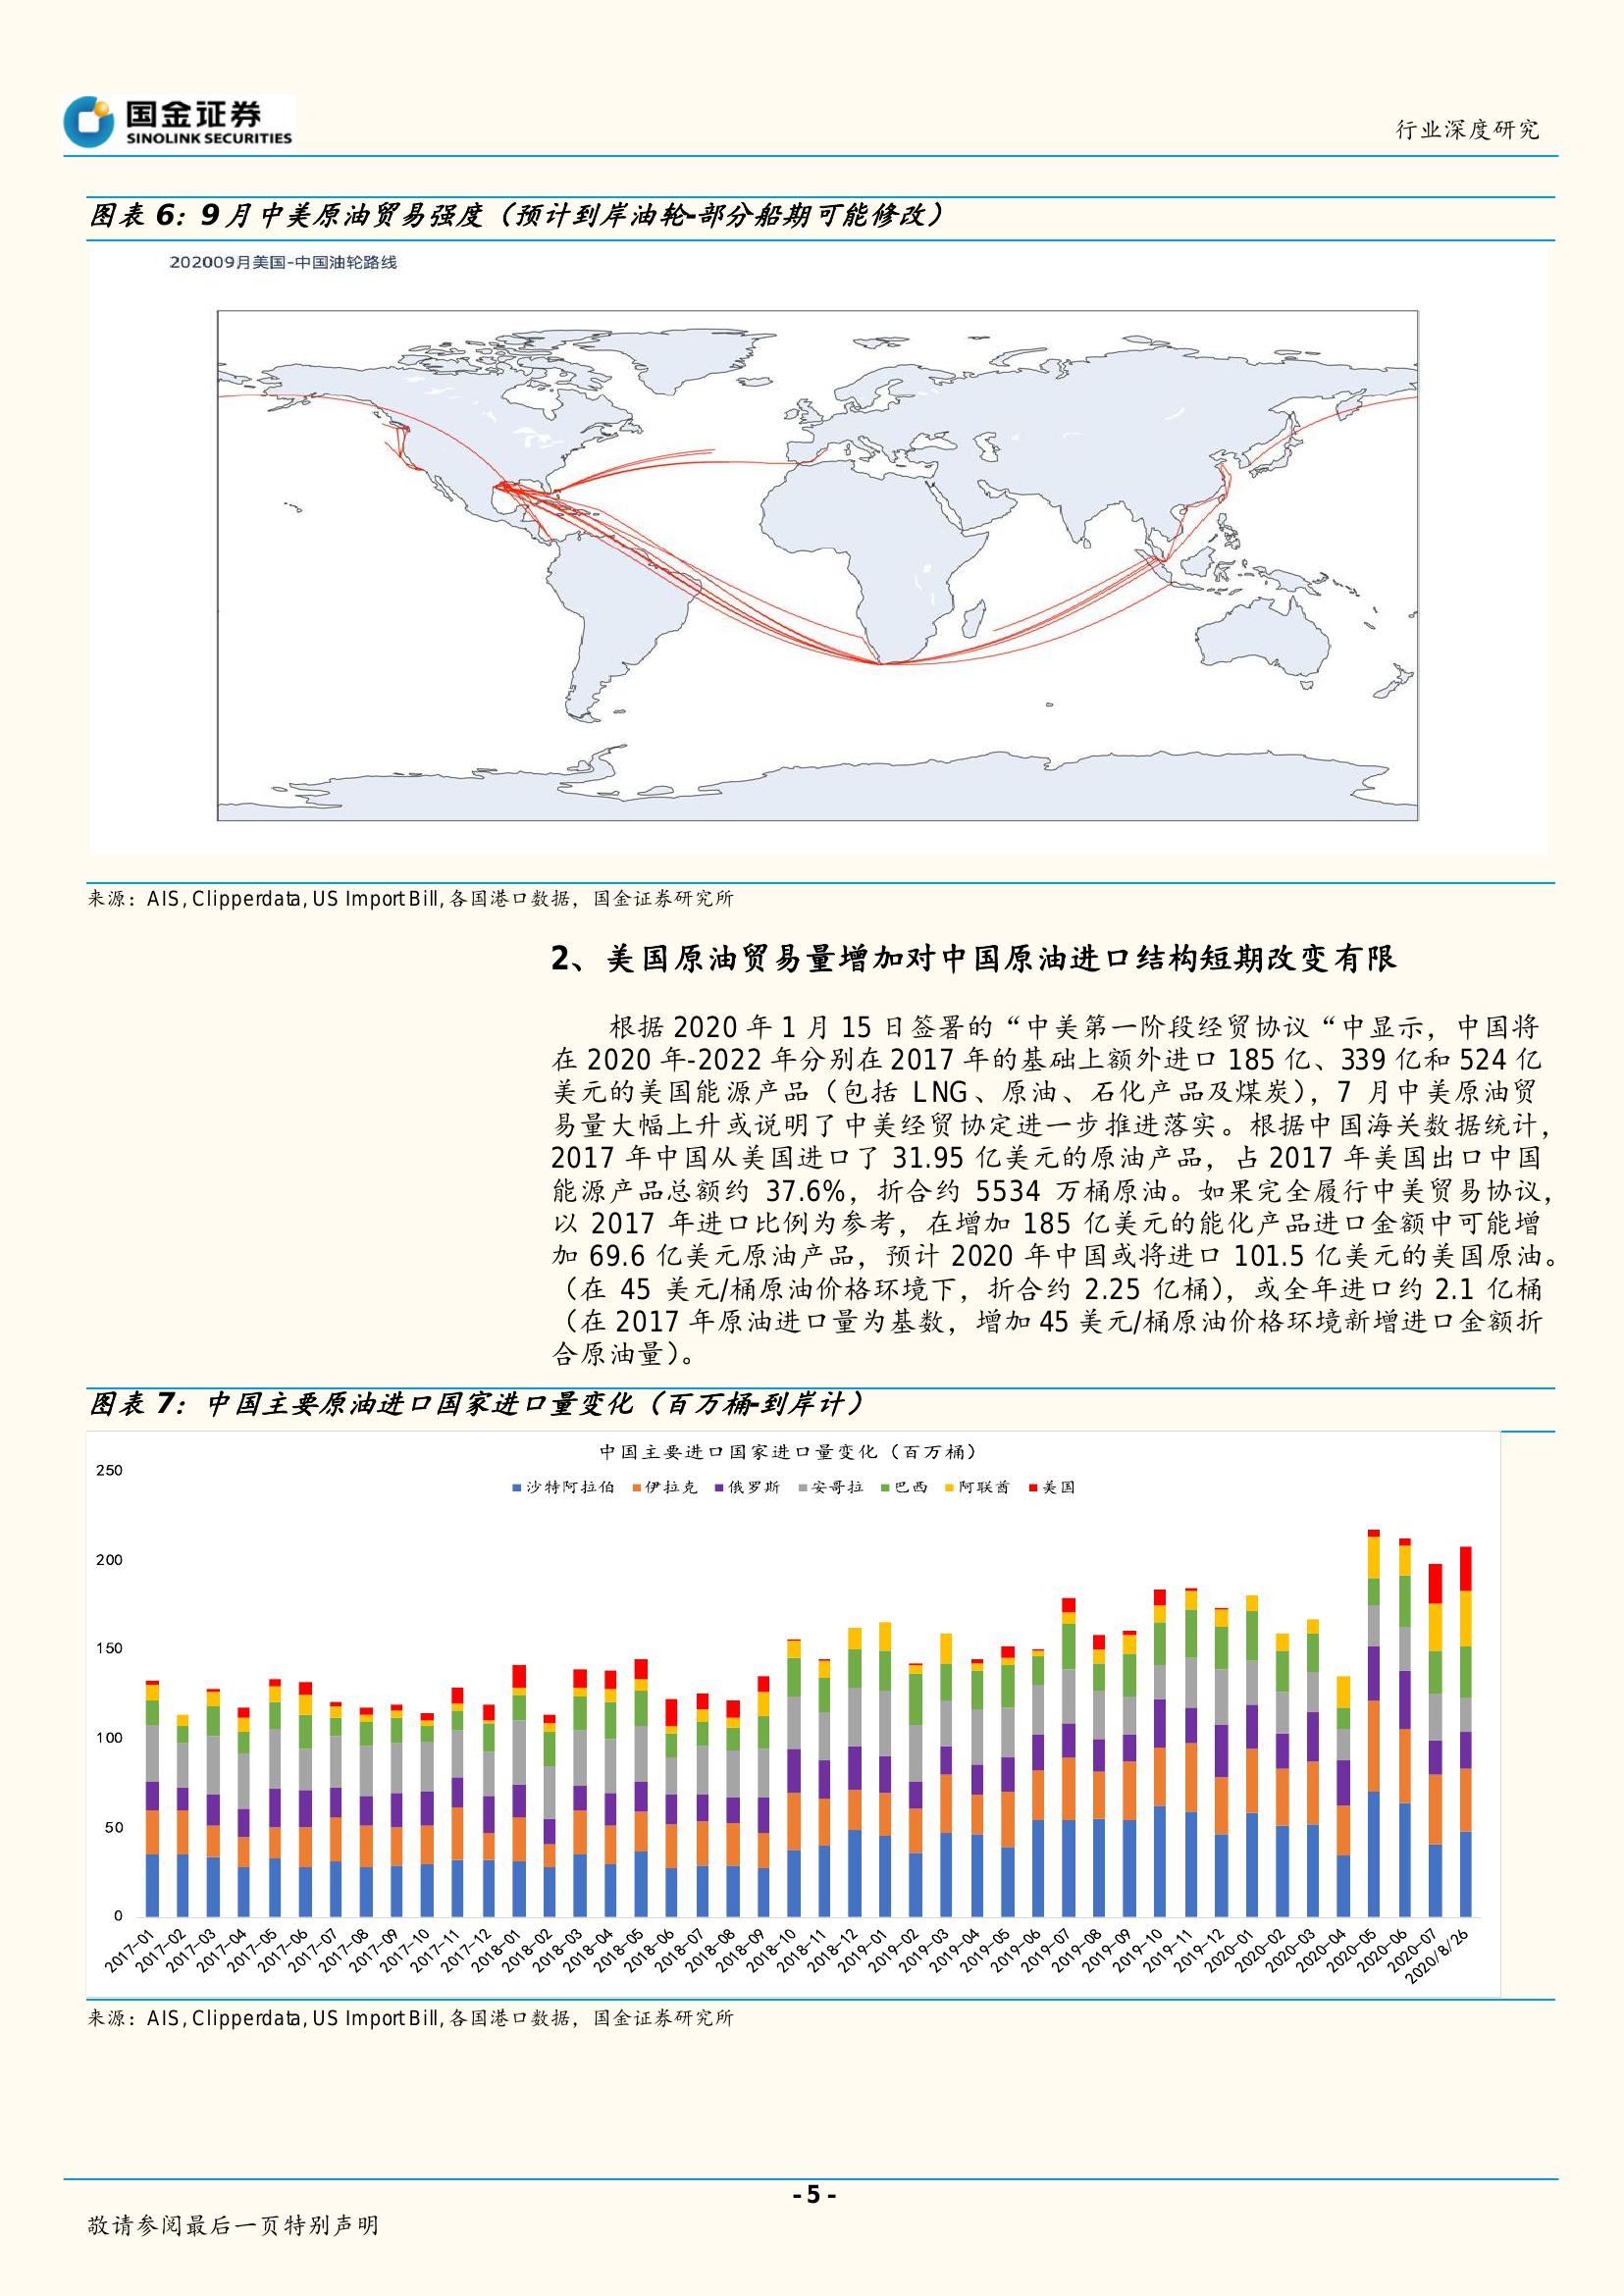 国金证券
SINOLINK SECURITIES
行业深度研究
图表 6：9 月中美原油贸易强度（预计到岸油轮-部分船期可能修改）
202009月美国-中国油轮路线
来源：AIS, Clipperdata, US Import Bill, 各国港口数据，国金证券研究所
2、美国原油贸易量增加对中国原油进口结构短期改变有限
根据 2020 年 1 月 15 日签署的“中美第一阶段经贸协议“中显示，中国将
在 2020 年-2022 年分别在 2017 年的基础上额外进口 185 亿、339 亿和 524 亿
美元的美国能源产品（包括 LNG、原油、石化产品及煤炭），7 月中美原油贸
易量大幅上升或说明了中美经贸协定进一步推进落实。根据中国海关数据统计，
2017 年中国从美国进口了 31.95 亿美元的原油产品，占 2017 年美国出口中国
能源产品总额约 37.6%，折合约 5534 万桶原油。如果完全履行中美贸易协议，
以 2017 年进口比例为参考，在增加 185 亿美元的能化产品进口金额中可能增
加 69.6 亿美元原油产品，预计 2020 年中国或将进口 101.5 亿美元的美国原油。
（在 45 美元/桶原油价格环境下，折合约 2.25 亿桶），或全年进口约 2.1 亿桶
（在 2017 年原油进口量为基数，增加 45 美元/桶原油价格环境新增进口金额折
合原油量）。
图表 7：中国主要原油进口国家进口量变化（百万桶-到岸计）
中国主要进口国家进口量变化（百万桶）
沙特阿拉伯 伊拉克 俄罗斯 安哥拉 巴西 阿联酋 美国
250
200
150
100
50
0
2017-01 2017-02 2017-03 2017-04 2017-05 2017-06 2017-07 2017-08 2017-09 2017-10 2017-11 2017-12 2018-01 2018-02 2018-03 2018-04 2018-05 2018-06 2018-07 2018-08 2018-09 2018-10 2018-11 2018-12 2019-01 2019-02 2019-03 2019-04 2019-05 2019-06 2019-07 2019-08 2019-09 2019-10 2019-11 2019-12 2020-01 2020-02 2020-03 2020-04 2020-05 2020-06 2020-07 2020/8/26
来源：AIS, Clipperdata, US Import Bill, 各国港口数据，国金证券研究所
- 5 -
敬请参阅最后一页特别声明